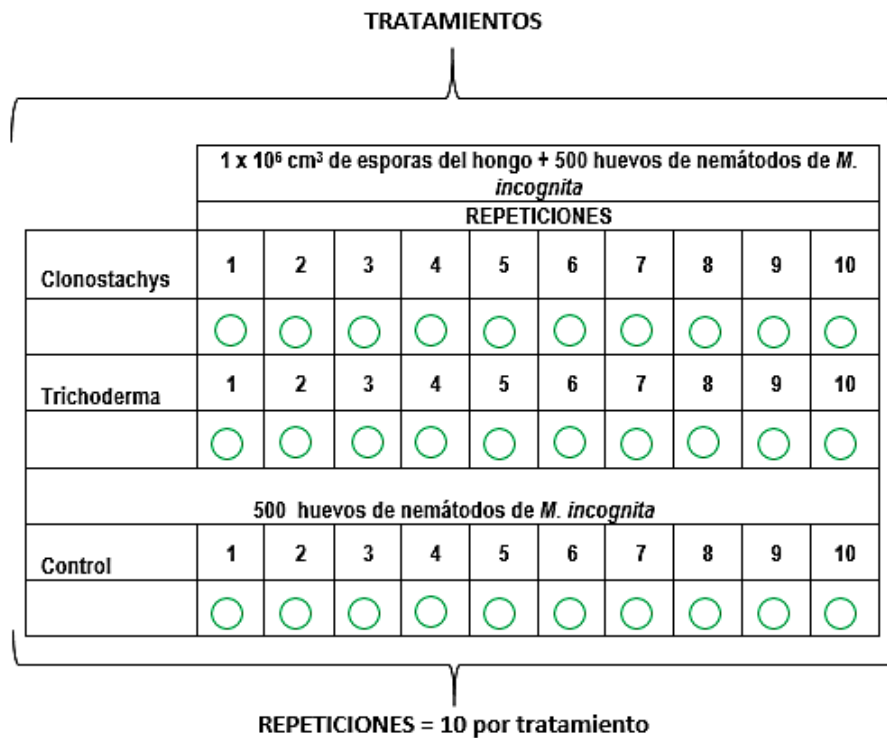 TRATAMIENTOS
1 x 10⁶ cm³ de esporas del hongo + 500 huevos de nemátodos de M.
incognita
REPETICIONES
Clonostachys 1 2 3 4 5 6 7 8 9 10
Trichoderma 1 2 3 4 5 6 7 8 9 10
500 huevos de nemátodos de M. incognita
Control 1 2 3 4 5 6 7 8 9 10
REPETICIONES = 10 por tratamiento